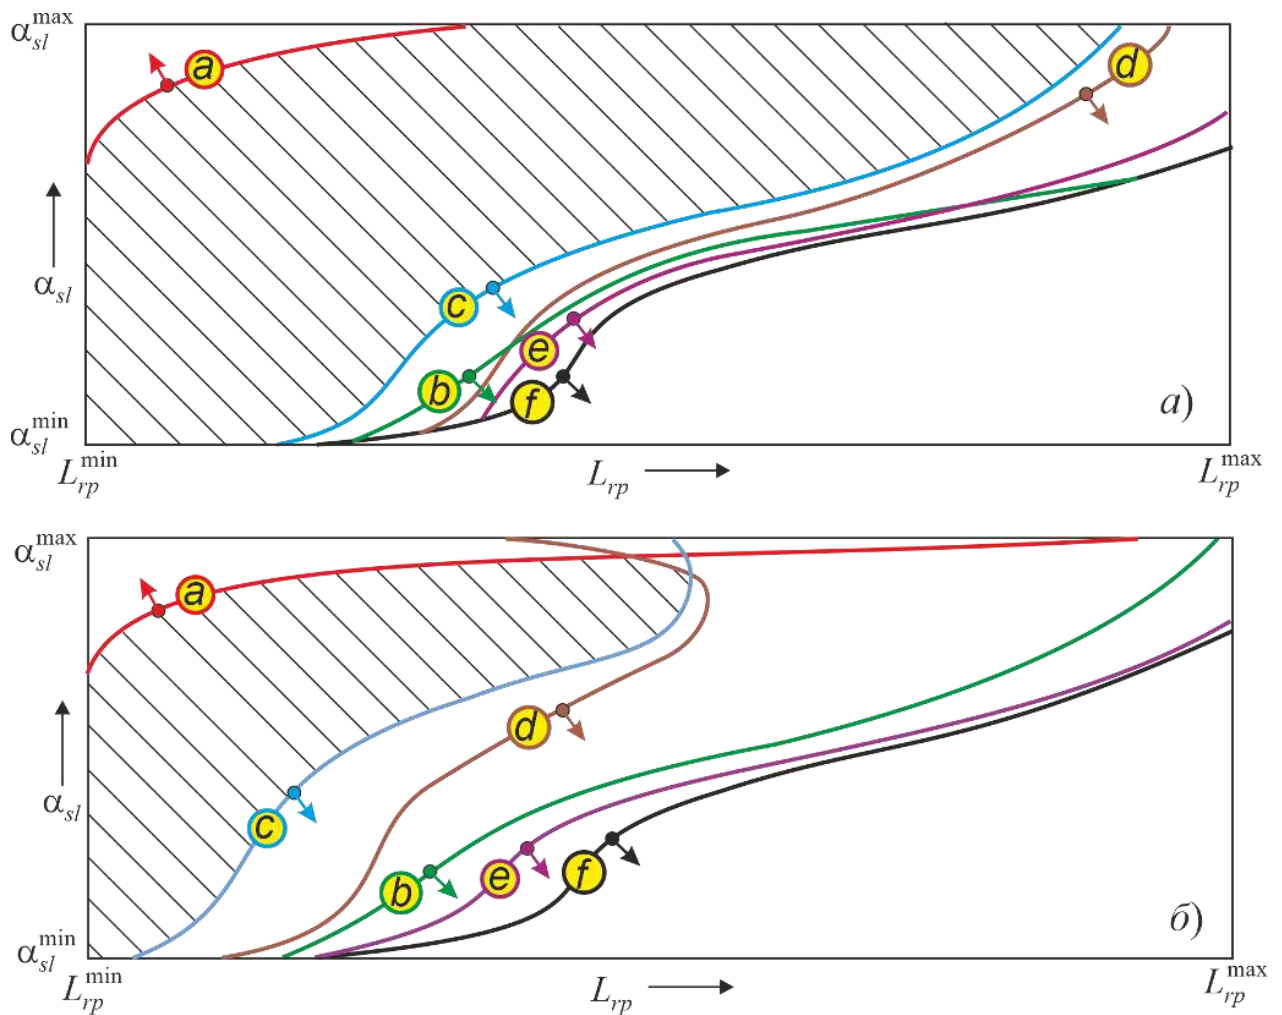 α_sl^max
a
d
c
α_sl
e
b
f
а)
α_sl^min
L_rp^min
L_rp
L_rp^max
α_sl^max
a
d
α_sl
c
b
e
f
б)
α_sl^min
L_rp^min
L_rp
L_rp^max